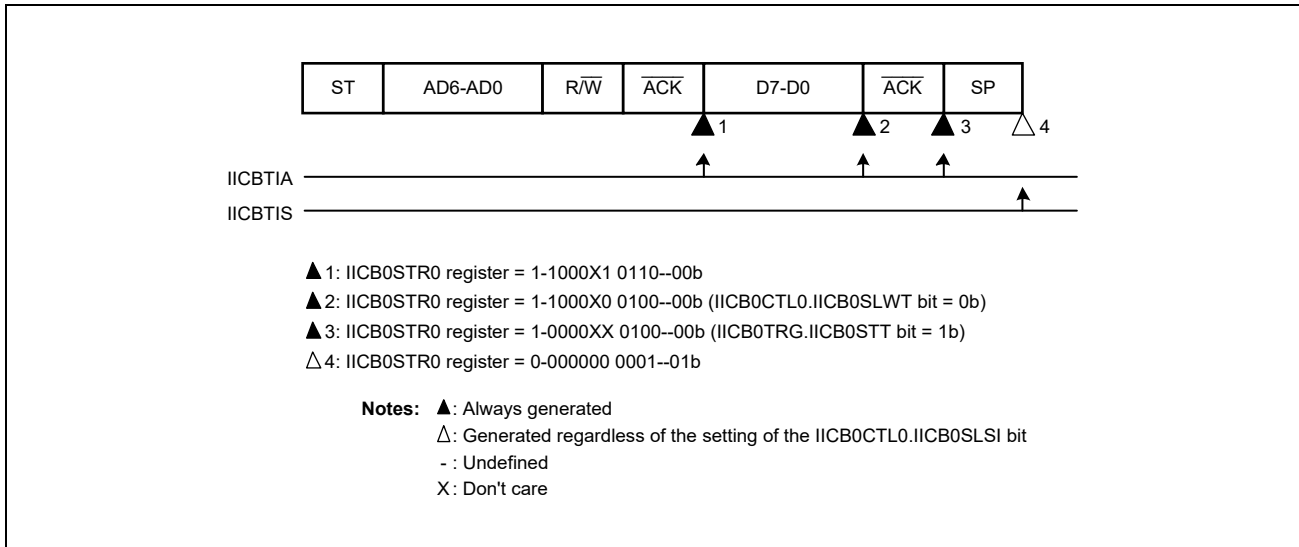 ST AD6-AD0 R/W ACK D7-D0 ACK SP
▲1 ▲2 ▲3 △4
IICBTIA
IICBTIS
▲1: IICB0STR0 register = 1-1000X1 0110--00b
▲2: IICB0STR0 register = 1-1000X0 0100--00b (IICB0CTL0.IICB0SLWT bit = 0b)
▲3: IICB0STR0 register = 1-0000XX 0100--00b (IICB0TRG.IICB0STT bit = 1b)
△4: IICB0STR0 register = 0-000000 0001--01b
Notes: ▲: Always generated
△: Generated regardless of the setting of the IICB0CTL0.IICB0SLSI bit
- : Undefined
X: Don't care